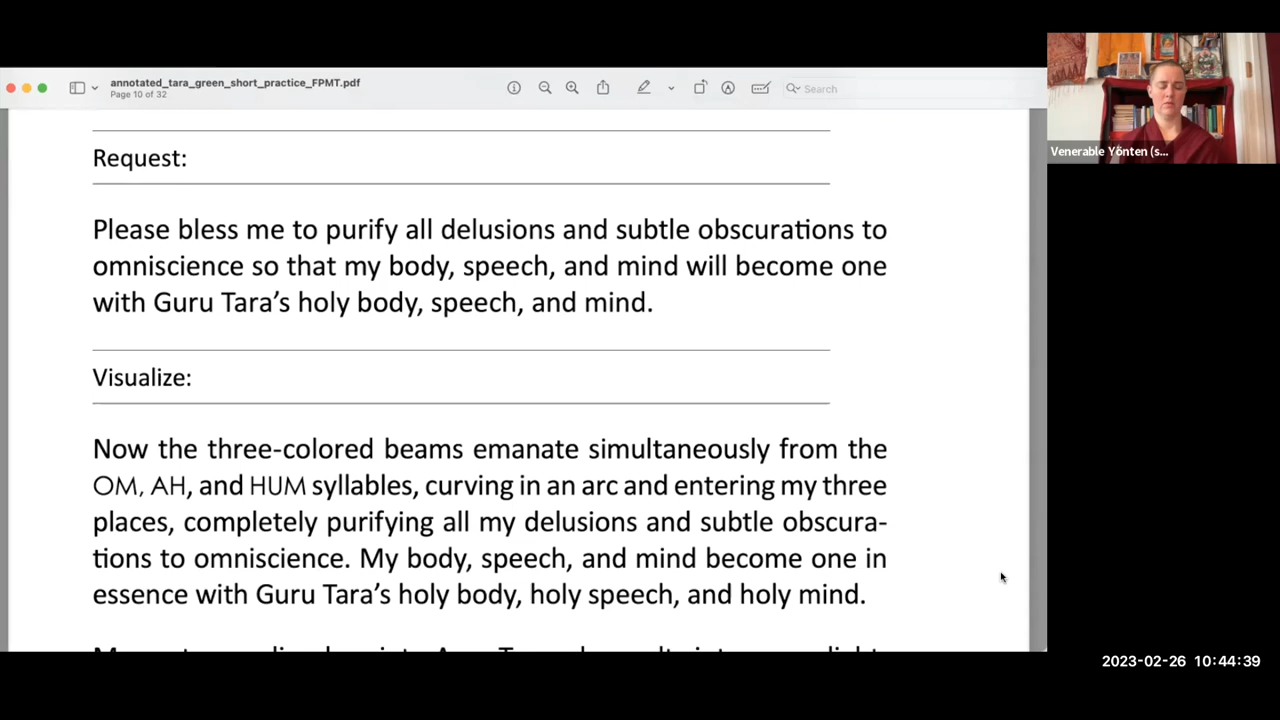 annotated_tara_green_short_practice_FPMT.pdf
Page 10 of 32
Search
Request:
Please bless me to purify all delusions and subtle obscurations to
omniscience so that my body, speech, and mind will become one
with Guru Tara’s holy body, speech, and mind.
Visualize:
Now the three-colored beams emanate simultaneously from the
OM, AH, and HUM syllables, curving in an arc and entering my three
places, completely purifying all my delusions and subtle obscura-
tions to omniscience. My body, speech, and mind become one in
essence with Guru Tara’s holy body, holy speech, and holy mind.
Venerable Yönten (s...
2023-02-26 10:44:39